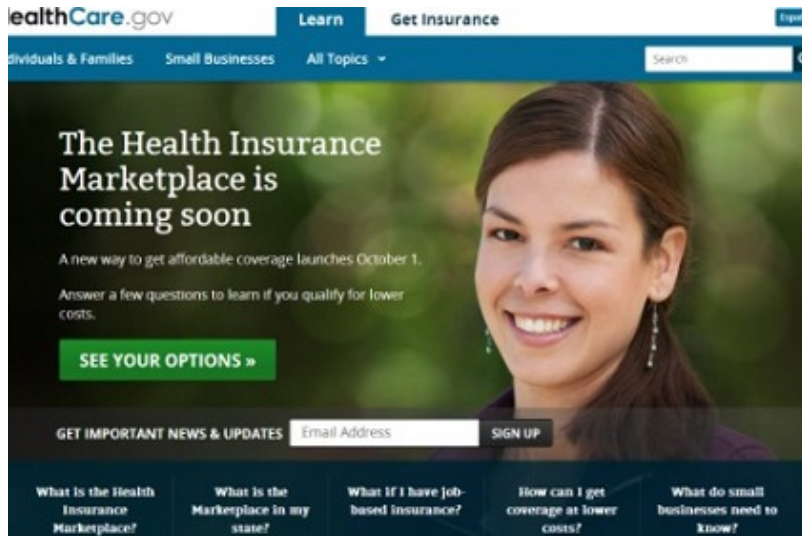 ealthCare.gov
Learn
Get Insurance
dividuals & Families
Small Businesses
All Topics
Search
The Health Insurance
Marketplace is
coming soon
A new way to get affordable coverage launches October 1.
Answer a few questions to learn if you qualify for lower
costs.
SEE YOUR OPTIONS »
GET IMPORTANT NEWS & UPDATES
Email Address
SIGN UP
What is the Health
Insurance
Marketplace?
What is the
Marketplace in my
state?
What if I have job-
based insurance?
How can I get
coverage at lower
costs?
What do small
businesses need to
know?